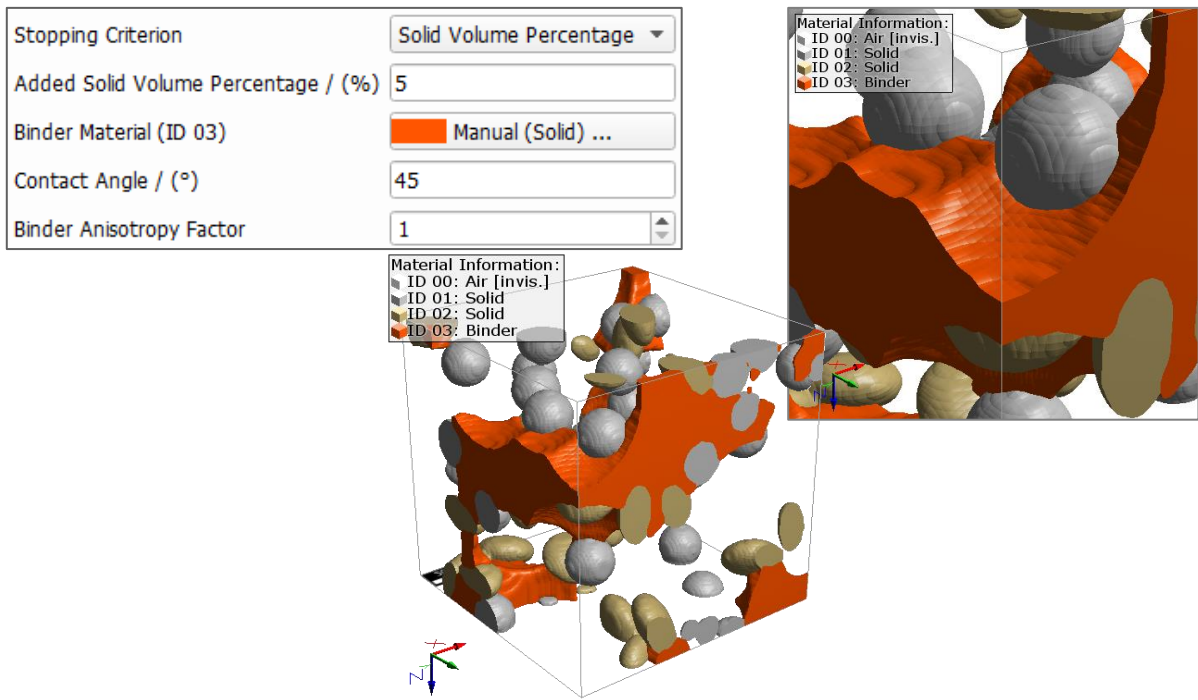 Stopping Criterion Solid Volume Percentage
Added Solid Volume Percentage / (%) 5
Binder Material (ID 03) Manual (Solid) ...
Contact Angle / (°) 45
Binder Anisotropy Factor 1
Material Information:
ID 00: Air [invis.]
ID 01: Solid
ID 02: Solid
ID 03: Binder
X
Z
Material Information:
ID 00: Air [invis.]
ID 01: Solid
ID 02: Solid
ID 03: Binder
X
Z